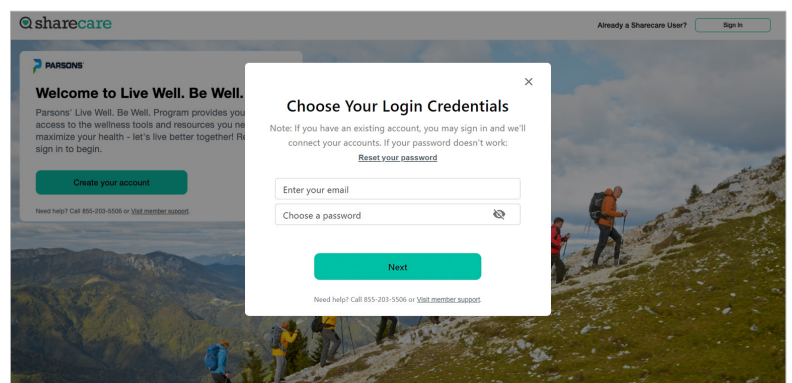 sharecare
Already a Sharecare User?
Sign In
PARSONS
Welcome to Live Well. Be Well.
Parsons' Live Well. Be Well. Program provides you
access to the wellness tools and resources you ne
maximize your health - let's live better together! Re
sign in to begin.
Create your account
Need help? Call 855-203-5506 or Visit member support.
Choose Your Login Credentials
Note: If you have an existing account, you may sign in and we'll
connect your accounts. If your password doesn't work:
Reset your password
Enter your email
Choose a password
Next
Need help? Call 855-203-5506 or Visit member support.